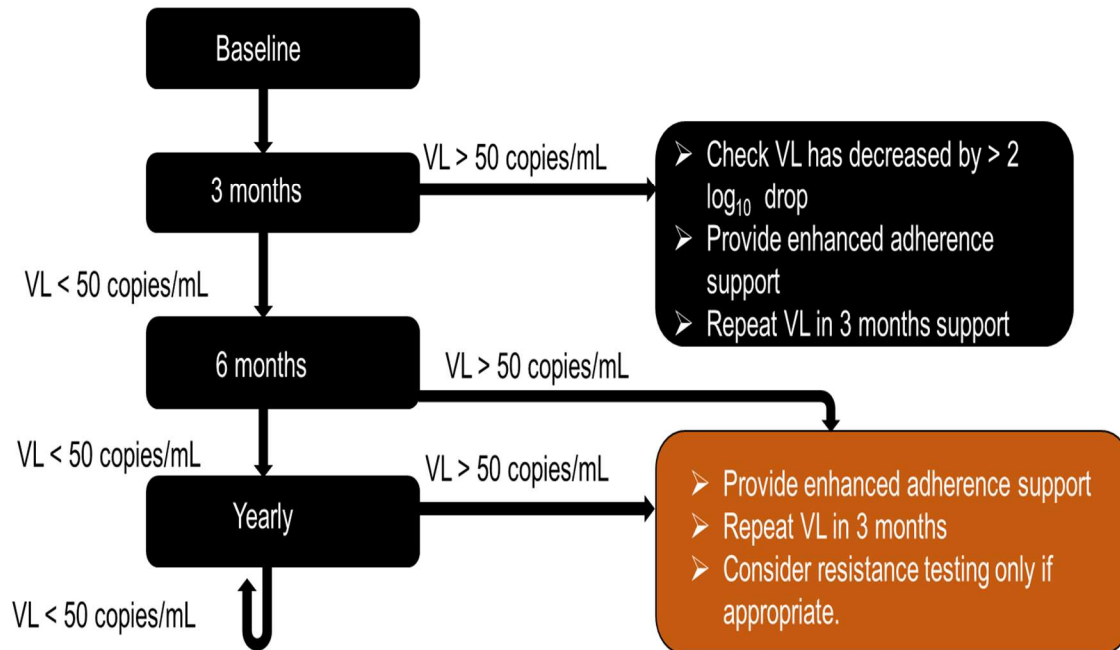 Baseline
3 months
VL > 50 copies/mL
➢ Check VL has decreased by > 2
log₁₀ drop
➢ Provide enhanced adherence
support
➢ Repeat VL in 3 months support
VL < 50 copies/mL
6 months
VL > 50 copies/mL
VL < 50 copies/mL
Yearly
VL > 50 copies/mL
➢ Provide enhanced adherence support
➢ Repeat VL in 3 months
➢ Consider resistance testing only if
appropriate.
VL < 50 copies/mL